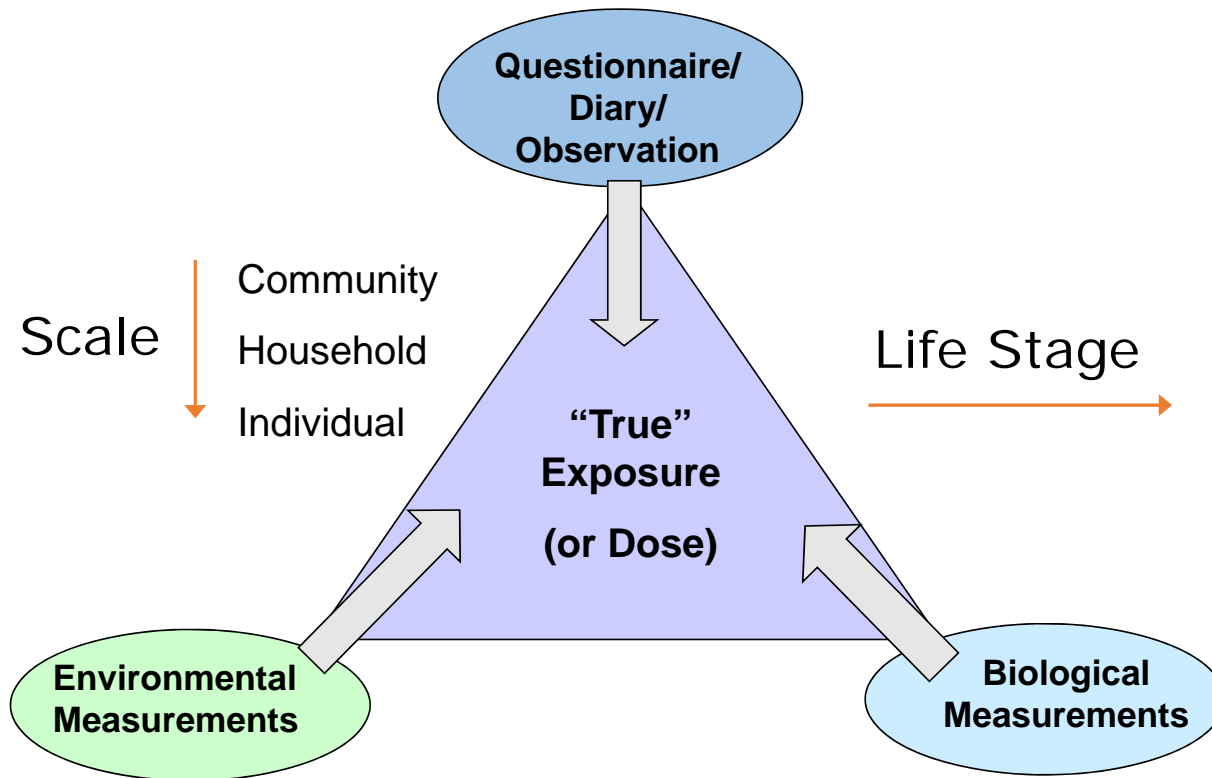 Questionnaire/
Diary/
Observation
Scale
Community
Household
Individual
Life Stage
“True”
Exposure
(or Dose)
Environmental
Measurements
Biological
Measurements